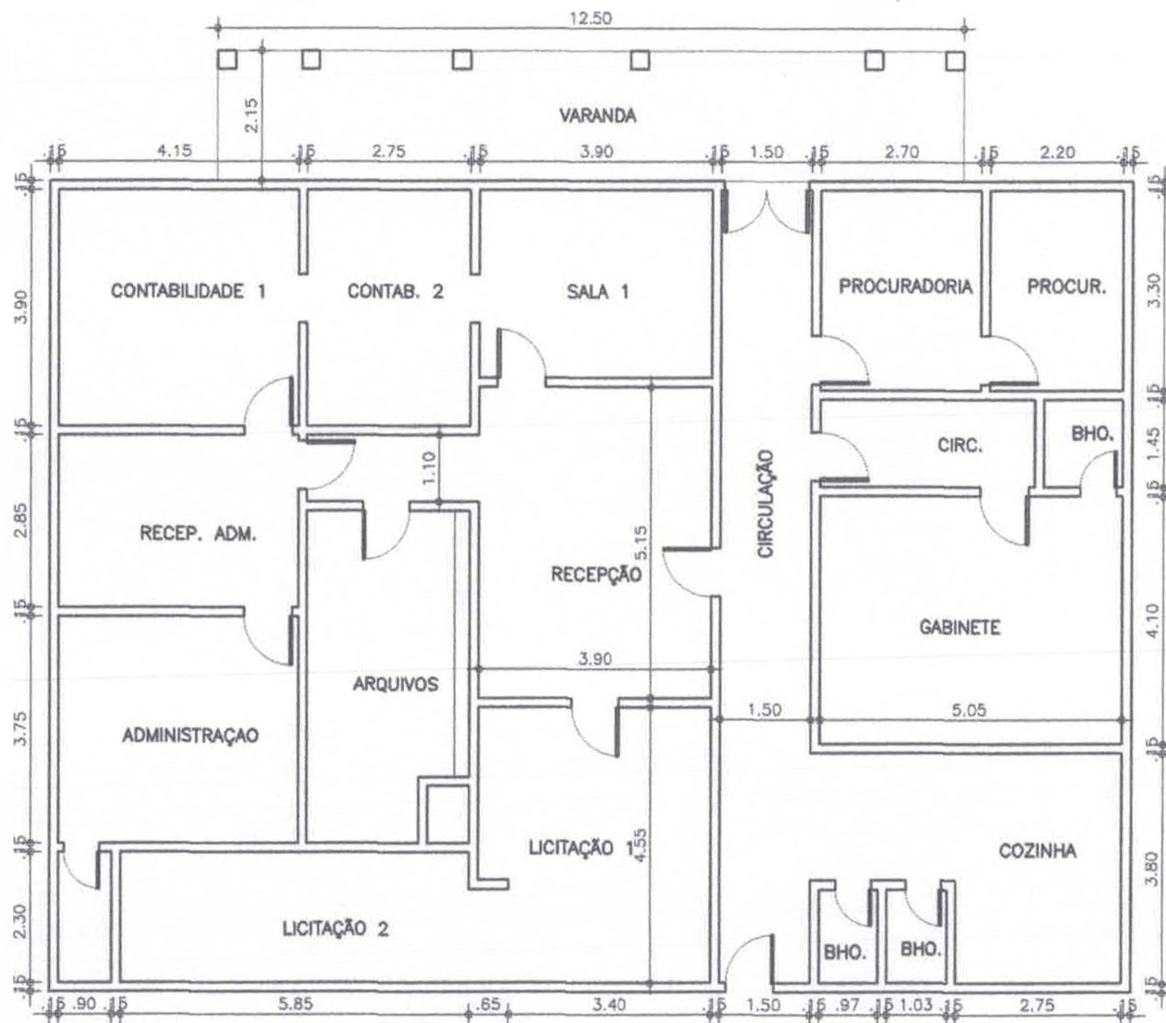 12.50
2.15
VARANDA
.15 4.15 .15 2.75 .15 3.90 .15 1.50 .15 2.70 .15 2.20 .15
.15
.15
CONTABILIDADE 1
CONTAB. 2
SALA 1
PROCURADORIA
PROCUR.
3.90
3.30
.15
.15
CIRC.
BHO.
1.45
1.10
.15
.15
CIRCULAÇÃO
2.85
RECEP. ADM.
5.15
RECEPÇÃO
.15
GABINETE
4.10
3.90
ARQUIVOS
1.50
5.05
3.75
ADMINISTRAÇAO
.15
.15
LICITAÇÃO 1
4.55
COZINHA
3.80
2.30
LICITAÇÃO 2
BHO.
BHO.
.15
.15
.15 .90 .15 5.85 .65 3.40 .15 1.50 .15 .97 .15 1.03 .15 2.75 .15